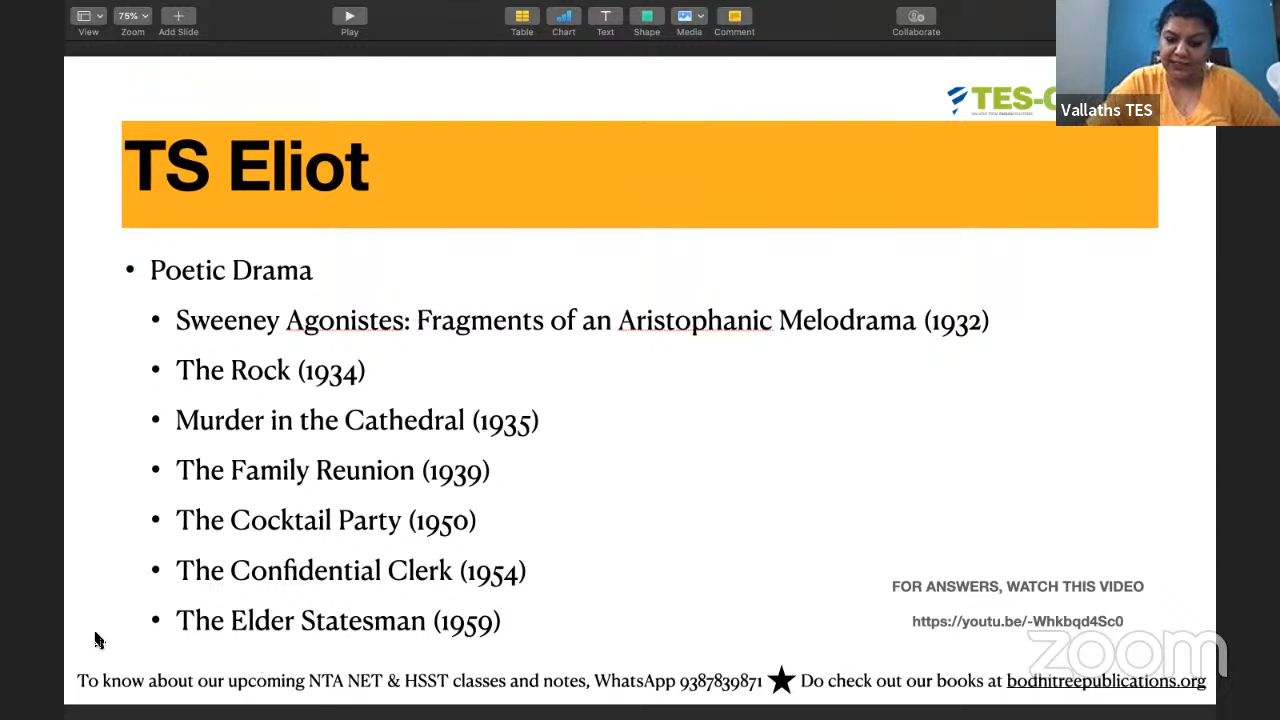 View
75%
Zoom
Add Slide
Play
Table
Chart
Text
Shape
Media
Comment
Collaborate
Vallaths TES
TES-
TS Eliot
• Poetic Drama
• Sweeney Agonistes: Fragments of an Aristophanic Melodrama (1932)
• The Rock (1934)
• Murder in the Cathedral (1935)
• The Family Reunion (1939)
• The Cocktail Party (1950)
• The Confidential Clerk (1954)
• The Elder Statesman (1959)
FOR ANSWERS, WATCH THIS VIDEO
https://youtu.be/-Whkbqd4Sc0
zoom
To know about our upcoming NTA NET & HSST classes and notes, WhatsApp 9387839871 ★ Do check out our books at bodhitreepublications.org